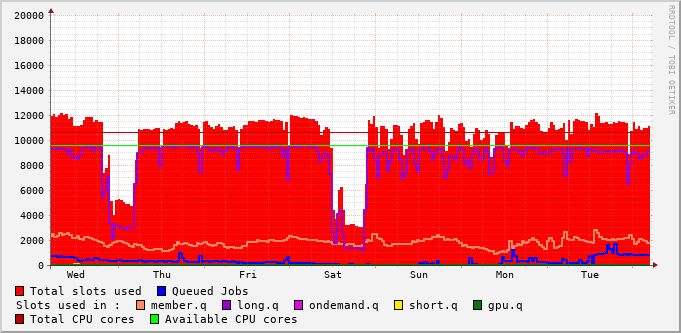 20000
18000
16000
14000
12000
10000
8000
6000
4000
2000
0
Wed Thu Fri Sat Sun Mon Tue
RRDTOOL / TOBI OETIKER
Total slots used Queued Jobs
Slots used in : member.q long.q ondemand.q short.q gpu.q
Total CPU cores Available CPU cores